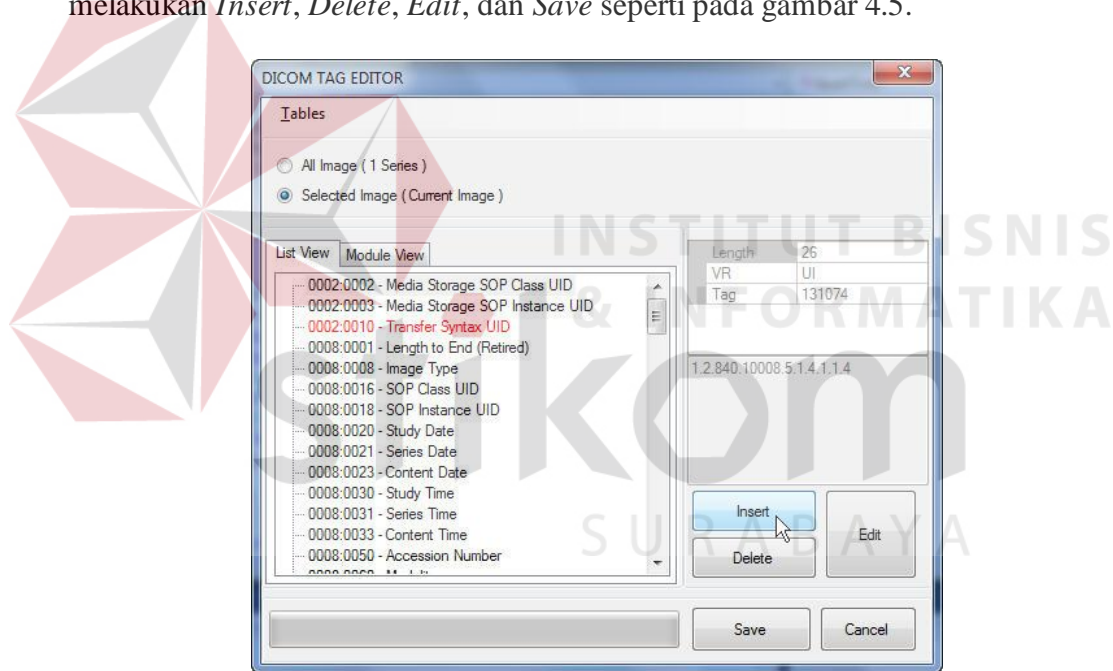 melakukan Insert, Delete, Edit, dan Save seperti pada gambar 4.5.
DICOM TAG EDITOR
Tables
All Image ( 1 Series )
Selected Image ( Current Image )
INSTITUT BISNIS
& INFORMATIKA
stikom
SURABAYA
List View
Module View
0002:0002 - Media Storage SOP Class UID
0002:0003 - Media Storage SOP Instance UID
0002:0010 - Transfer Syntax UID
0008:0001 - Length to End (Retired)
0008:0008 - Image Type
0008:0016 - SOP Class UID
0008:0018 - SOP Instance UID
0008:0020 - Study Date
0008:0021 - Series Date
0008:0023 - Content Date
0008:0030 - Study Time
0008:0031 - Series Time
0008:0033 - Content Time
0008:0050 - Accession Number
Length 26
VR UI
Tag 131074
1.2.840.10008.5.1.4.1.1.4
Insert
Delete
Edit
Save
Cancel